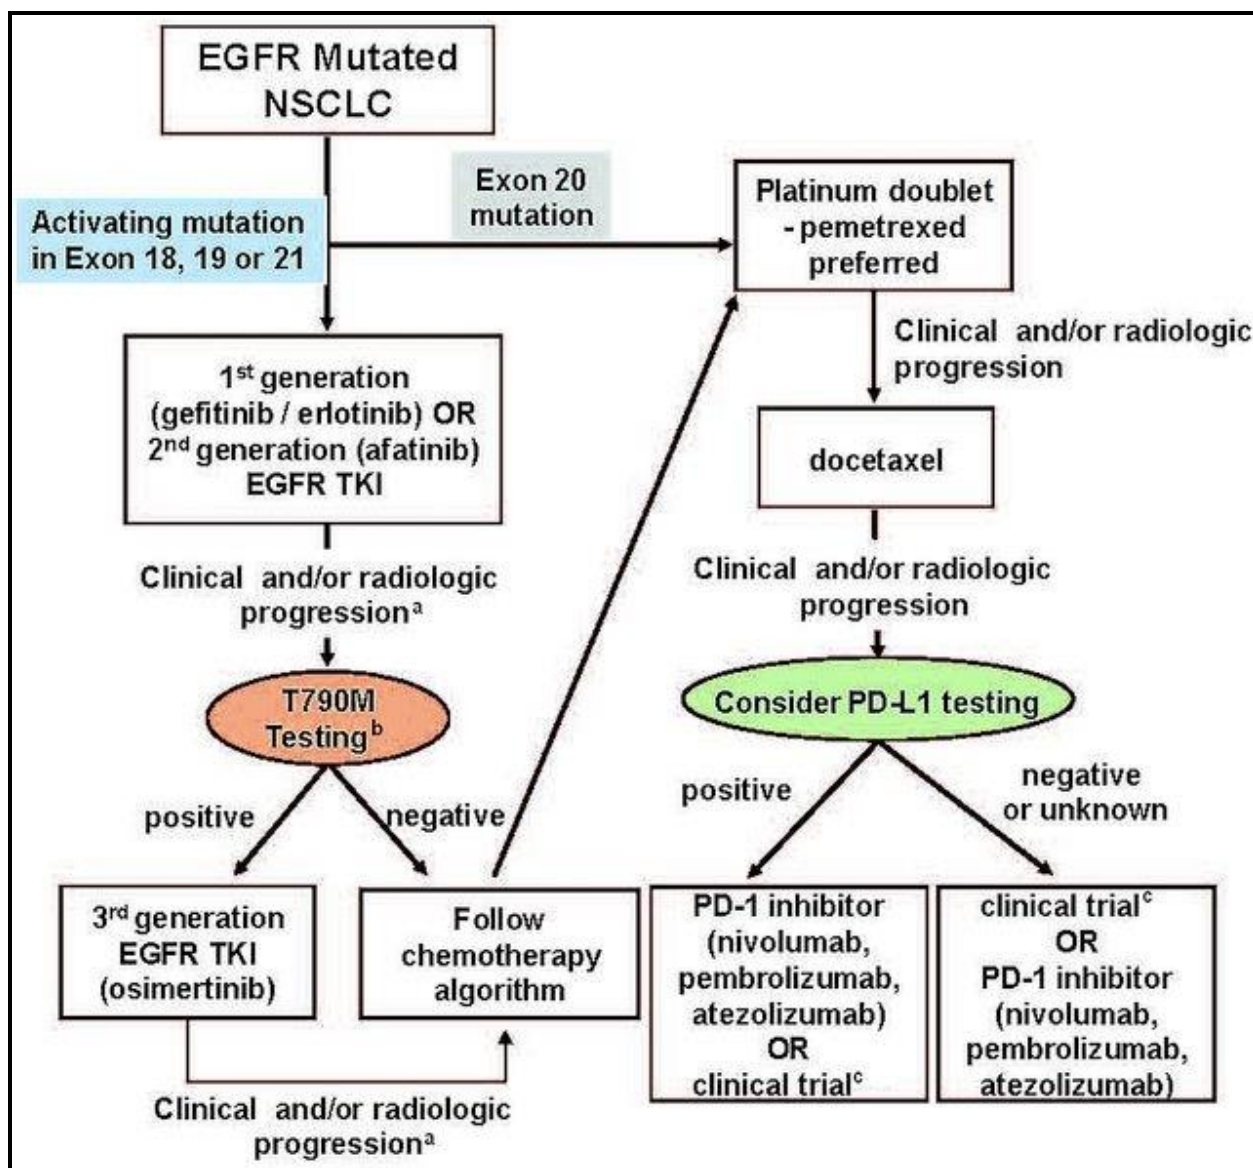 EGFR Mutated
NSCLC
Activating mutation
in Exon 18, 19 or 21
Exon 20
mutation
Platinum doublet
- pemetrexed
preferred
1st generation
(gefitinib / erlotinib) OR
2nd generation (afatinib)
EGFR TKI
Clinical and/or radiologic
progression
docetaxel
Clinical and/or radiologic
progressiona
Clinical and/or radiologic
progression
T790M
Testingb
Consider PD-L1 testing
positive
negative
positive
negative
or unknown
3rd generation
EGFR TKI
(osimertinib)
Follow
chemotherapy
algorithm
PD-1 inhibitor
(nivolumab,
pembrolizumab,
atezolizumab)
OR
clinical trialc
clinical trialc
OR
PD-1 inhibitor
(nivolumab,
pembrolizumab,
atezolizumab)
Clinical and/or radiologic
progressiona